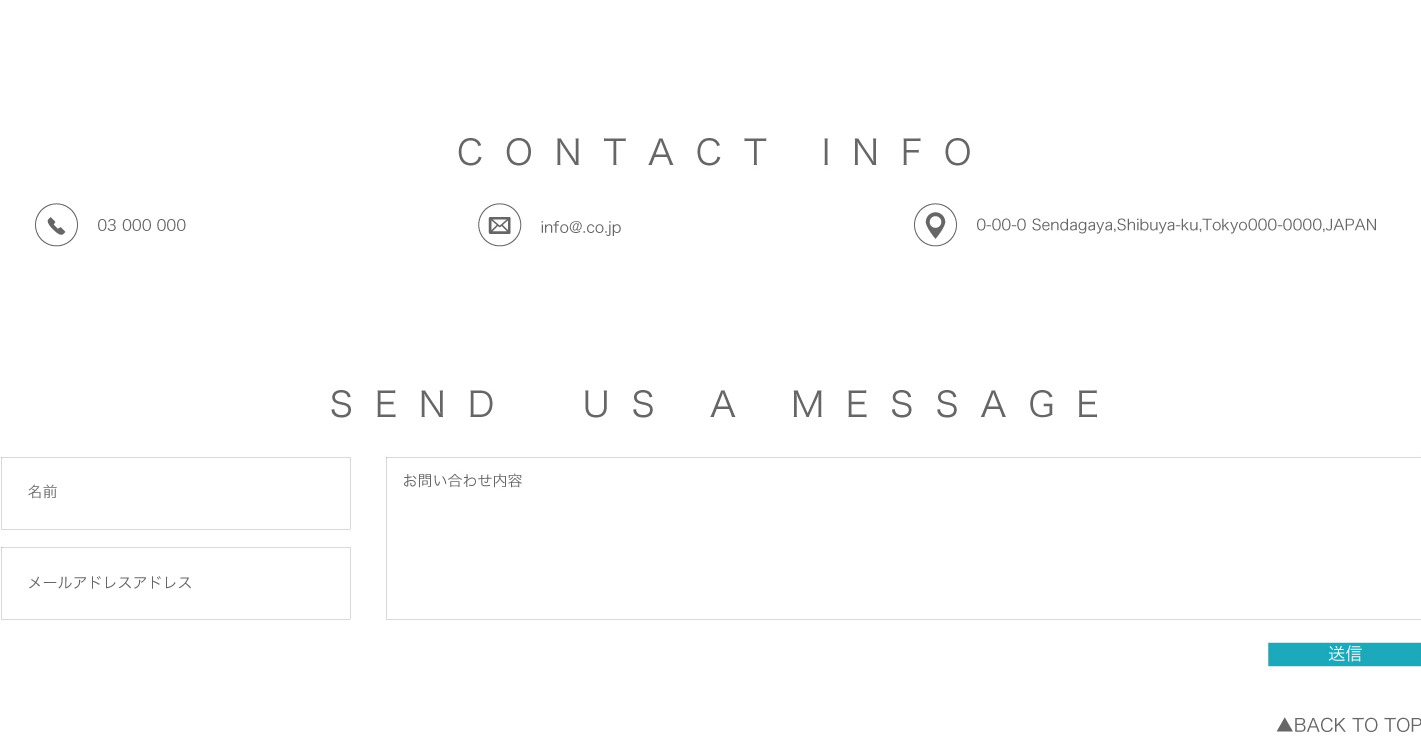 CONTACT INFO
03 000 000
info@.co.jp
0-00-0 Sendagaya,Shibuya-ku,Tokyo000-0000,JAPAN
SEND US A MESSAGE
名前
お問い合わせ内容
メールアドレスアドレス
送信
▲BACK TO TOP